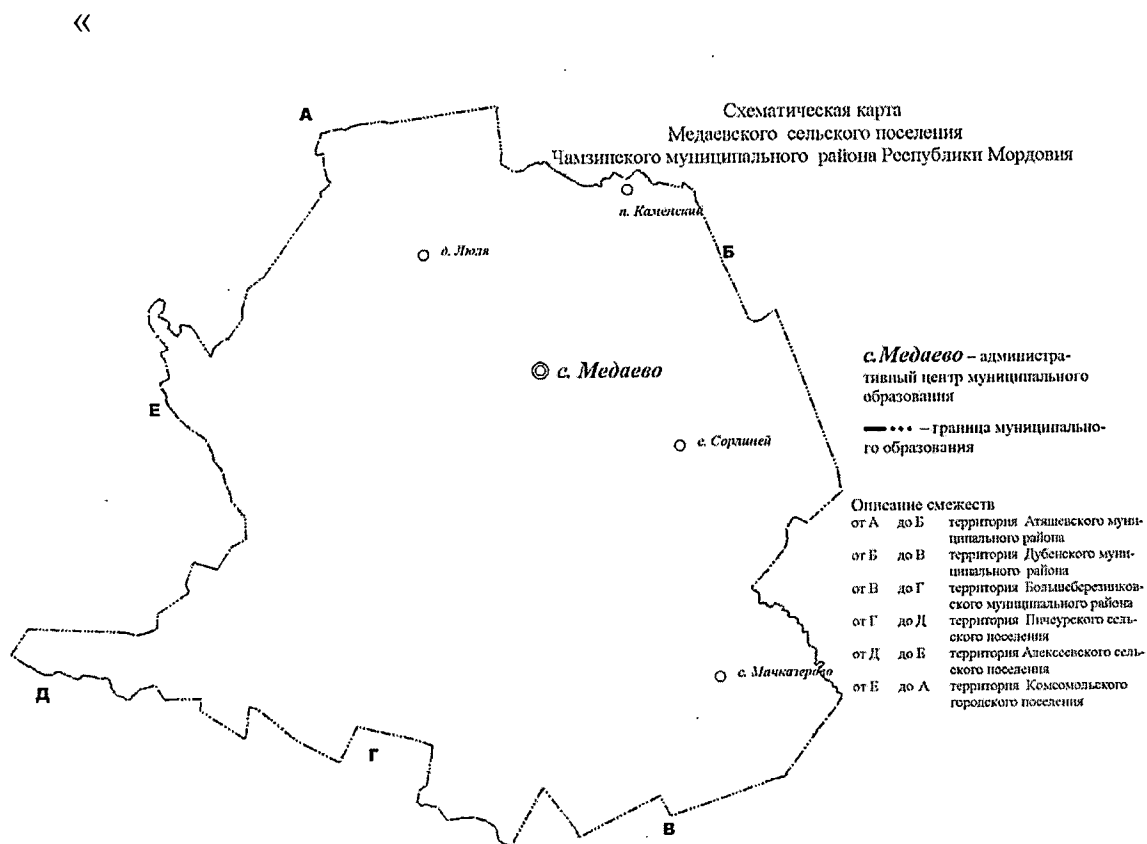 «
А
Схематическая карта
Медаевского сельского поселения
Чамзинского муниципального района Республики Мордовия
п. Каменский
д. Люля
Б
с. Медаево – администра-
тивный центр муниципального
образования
с. Медаево
Е
– граница муниципально-
го образования
с. Сорлиней
Описание смежеств
от А до Б территория Атяшевского муни-
ципального района
от Б до В территория Дубенского муни-
ципального района
от В до Г территория Большеберезников-
ского муниципального района
от Г до Д территория Пичеурского сель-
ского поселения
от Д до Е территория Алексеевского сель-
ского поселения
от Е до А территория Комсомольского
городского поселения
с. Мачказерово
Д
Г
В